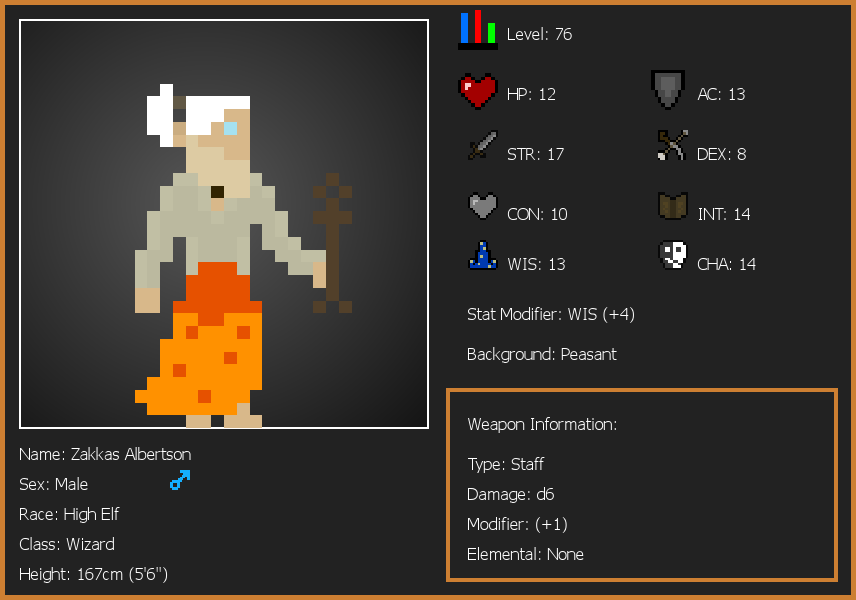 Level: 76
HP: 12
AC: 13
STR: 17
DEX: 8
CON: 10
INT: 14
WIS: 13
CHA: 14
Stat Modifier: WIS (+4)
Background: Peasant
Weapon Information:
Type: Staff
Damage: d6
Modifier: (+1)
Elemental: None
Name: Zakkas Albertson
Sex: Male
Race: High Elf
Class: Wizard
Height: 167cm (5'6")